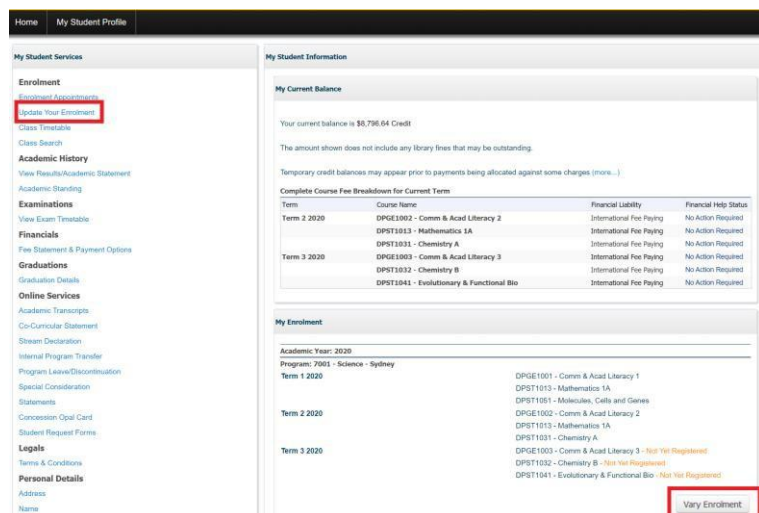 Home My Student Profile
My Student Services
Enrolment
Enrolment Appointments
Update Your Enrolment
Class Timetable
Class Search
Academic History
View Results/Academic Statement
Academic Standing
Examinations
View Exam Timetable
Financials
Fee Statement & Payment Options
Graduations
Graduation Details
Online Services
Academic Transcripts
Co-Curricular Statement
Stream Declaration
Internal Program Transfer
Program Leave/Discontinuation
Special Consideration
Statements
Concession Opal Card
Student Request Forms
Legals
Terms & Conditions
Personal Details
Address
Name
My Student Information
My Current Balance
Your current balance is $8,796.64 Credit
The amount shown does not include any library fines that may be outstanding.
Temporary credit balances may appear prior to payments being allocated against some charges (more...)
Complete Course Fee Breakdown for Current Term
Term Course Name Financial Liability Financial Help Status
Term 2 2020 DPGE1002 - Comm & Acad Literacy 2 International Fee Paying No Action Required
DPST1013 - Mathematics 1A International Fee Paying No Action Required
DPST1031 - Chemistry A International Fee Paying No Action Required
Term 3 2020 DPGE1003 - Comm & Acad Literacy 3 International Fee Paying No Action Required
DPST1032 - Chemistry B International Fee Paying No Action Required
DPST1041 - Evolutionary & Functional Bio International Fee Paying No Action Required
My Enrolment
Academic Year: 2020
Program: 7001 - Science - Sydney
Term 1 2020 DPGE1001 - Comm & Acad Literacy 1
DPST1013 - Mathematics 1A
DPST1051 - Molecules, Cells and Genes
Term 2 2020 DPGE1002 - Comm & Acad Literacy 2
DPST1013 - Mathematics 1A
DPST1031 - Chemistry A
Term 3 2020 DPGE1003 - Comm & Acad Literacy 3 - Not Yet Registered
DPST1032 - Chemistry B - Not Yet Registered
DPST1041 - Evolutionary & Functional Bio - Not Yet Registered
Vary Enrolment